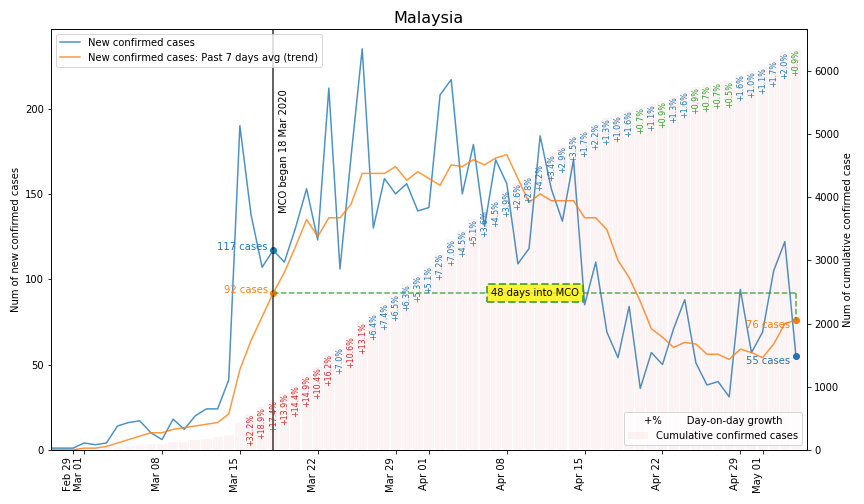 Malaysia
New confirmed cases
New confirmed cases: Past 7 days avg (trend)
Num of new confirmed cases
200
150
100
50
0
MCO began 18 Mar 2020
117 cases
92 cases
48 days into MCO
76 cases
55 cases
+32.2%
+18.9%
+17.4%
+13.9%
+14.4%
+14.9%
+10.4%
+16.2%
+7.0%
+10.6%
+13.1%
+6.4%
+7.4%
+6.5%
+6.3%
+5.3%
+5.1%
+7.2%
+7.0%
+4.5%
+5.1%
+3.6%
+4.5%
+3.9%
+2.6%
+2.8%
+4.2%
+3.4%
+2.9%
+3.5%
+1.7%
+2.2%
+1.3%
+1.0%
+1.6%
+0.7%
+1.1%
+0.9%
+1.3%
+1.6%
+0.9%
+0.7%
+0.7%
+0.5%
+1.6%
+1.0%
+1.1%
+1.7%
+2.0%
+0.9%
6000
5000
4000
3000
2000
1000
0
Num of cumulative confirmed case
+% Day-on-day growth
Cumulative confirmed cases
Feb 29
Mar 01
Mar 08
Mar 15
Mar 22
Mar 29
Apr 01
Apr 08
Apr 15
Apr 22
Apr 29
May 01